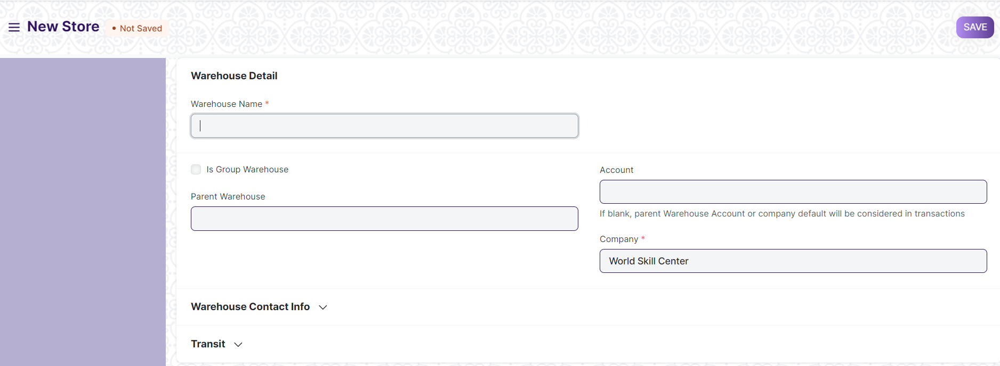 New Store
Not Saved
SAVE
Warehouse Detail
Warehouse Name *
Is Group Warehouse
Parent Warehouse
Account
If blank, parent Warehouse Account or company default will be considered in transactions
Company *
World Skill Center
Warehouse Contact Info
Transit